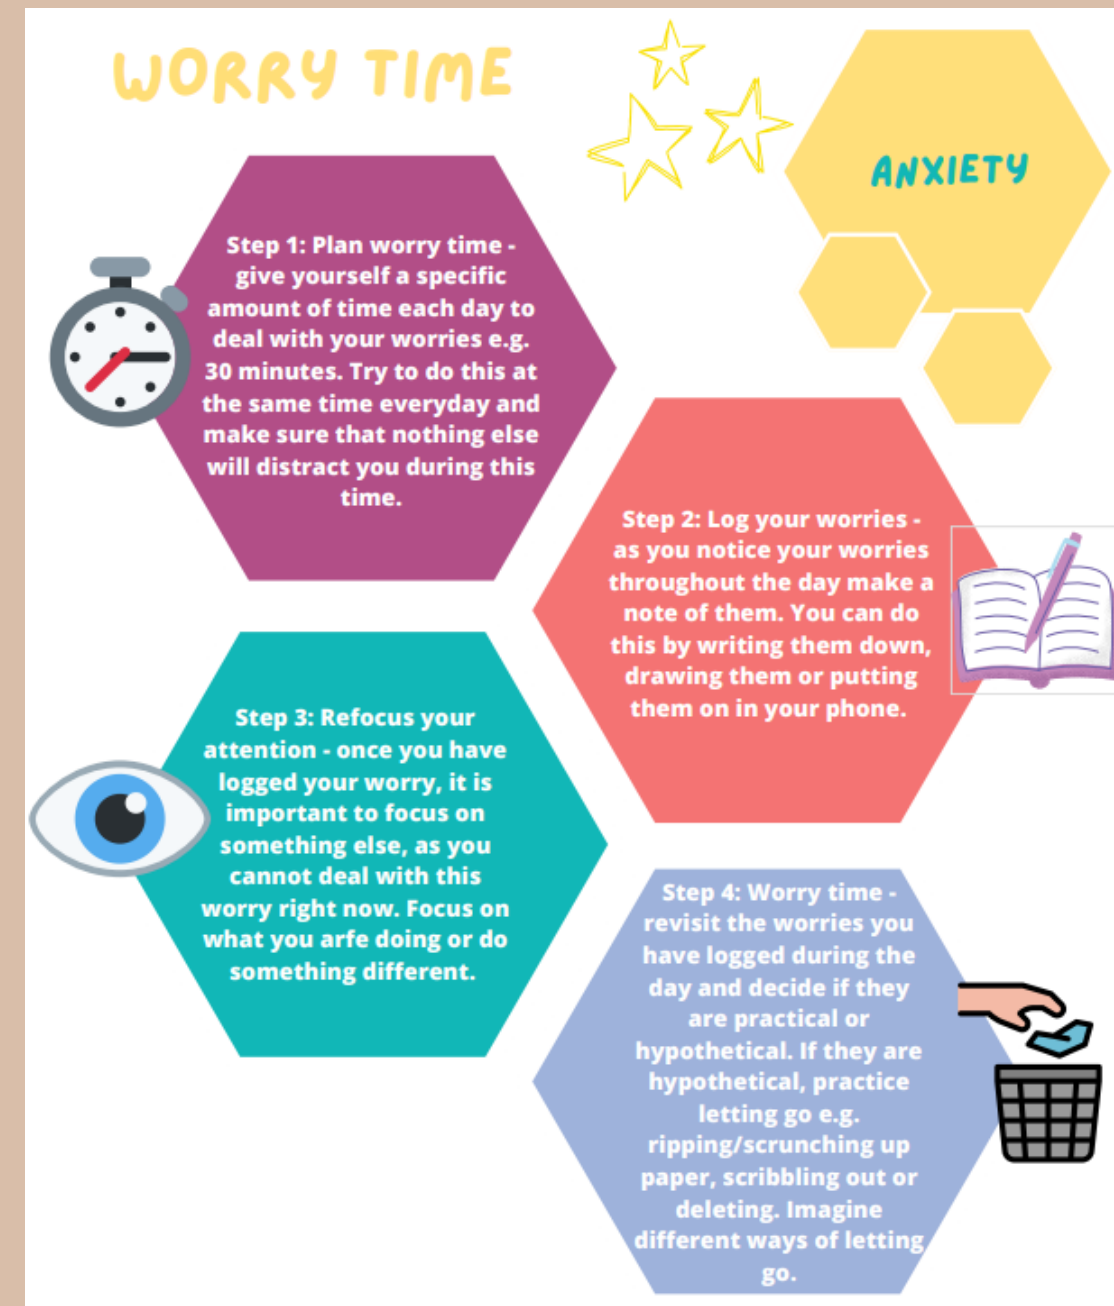 WORRY TIME
ANXIETY
Step 1: Plan worry time -
give yourself a specific
amount of time each day to
deal with your worries e.g.
30 minutes. Try to do this at
the same time everyday and
make sure that nothing else
will distract you during this
time.
Step 2: Log your worries -
as you notice your worries
throughout the day make a
note of them. You can do
this by writing them down,
drawing them or putting
them on in your phone.
Step 3: Refocus your
attention - once you have
logged your worry, it is
important to focus on
something else, as you
cannot deal with this
worry right now. Focus on
what you arfe doing or do
something different.
Step 4: Worry time -
revisit the worries you
have logged during the
day and decide if they
are practical or
hypothetical. If they are
hypothetical, practice
letting go e.g.
ripping/scrunching up
paper, scribbling out or
deleting. Imagine
different ways of letting
go.